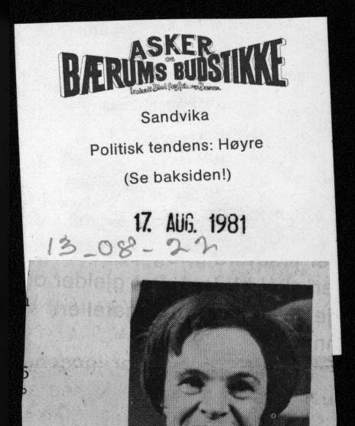 ASKER
OG
BÆRUMS BUDSTIKKE
Sandvika
Politisk tendens: Høyre
(Se baksiden!)
17. AUG. 1981
13-08-22